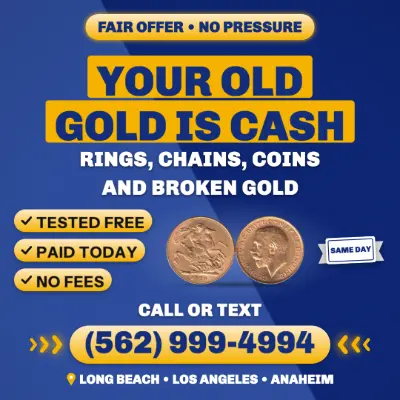 FAIR OFFER • NO PRESSURE
YOUR OLD
GOLD IS CASH
RINGS, CHAINS, COINS
AND BROKEN GOLD
✓ TESTED FREE
✓ PAID TODAY
✓ NO FEES
SAME DAY
CALL OR TEXT
(562) 999-4994
LONG BEACH • LOS ANGELES • ANAHEIM